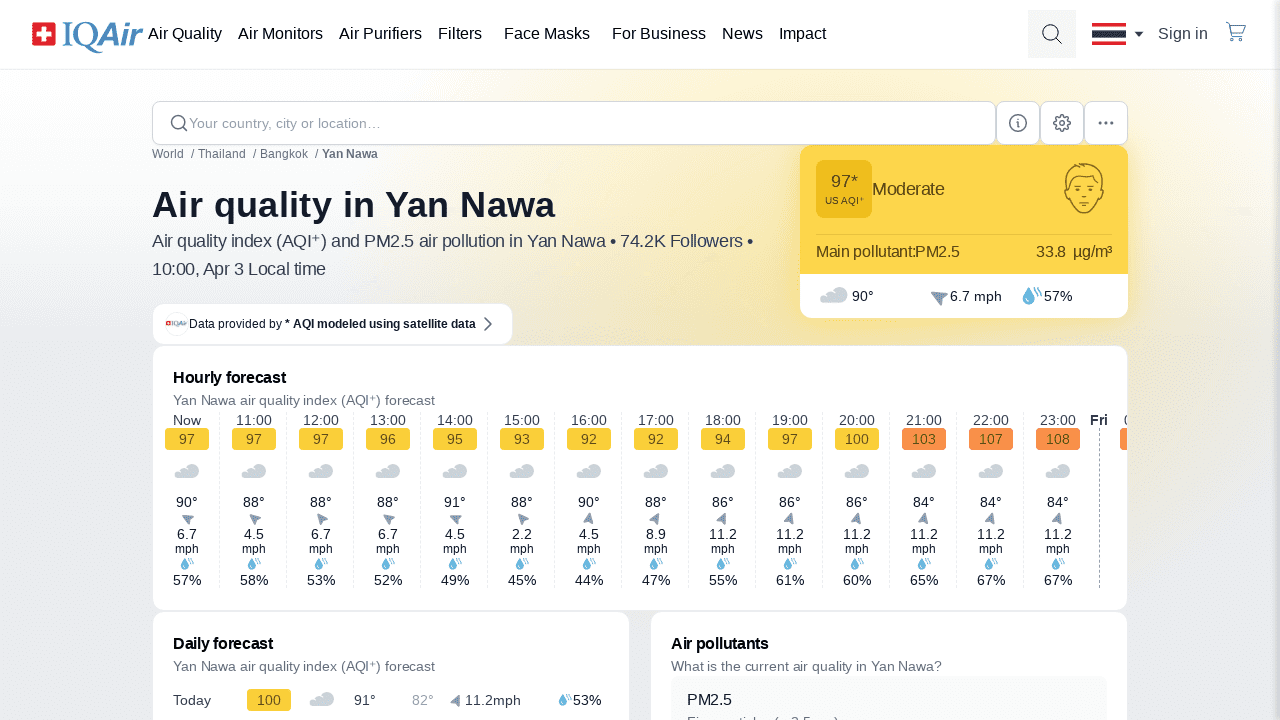 IQAir Air Quality Air Monitors Air Purifiers Filters Face Masks For Business News Impact Sign in
Your country, city or location…
World / Thailand / Bangkok / Yan Nawa
Air quality in Yan Nawa
Air quality index (AQI⁺) and PM2.5 air pollution in Yan Nawa • 74.2K Followers •
10:00, Apr 3 Local time
97*
US AQI⁺
Moderate
Main pollutant:PM2.5 33.8 µg/m³
90° 6.7 mph 57%
IQAir Data provided by * AQI modeled using satellite data
Hourly forecast
Yan Nawa air quality index (AQI⁺) forecast
Now 11:00 12:00 13:00 14:00 15:00 16:00 17:00 18:00 19:00 20:00 21:00 22:00 23:00 Fri
97 97 97 96 95 93 92 92 94 97 100 103 107 108
90° 88° 88° 88° 91° 88° 90° 88° 86° 86° 86° 84° 84° 84°
6.7 4.5 6.7 6.7 4.5 2.2 4.5 8.9 11.2 11.2 11.2 11.2 11.2 11.2
mph mph mph mph mph mph mph mph mph mph mph mph mph mph
57% 58% 53% 52% 49% 45% 44% 47% 55% 61% 60% 65% 67% 67%
Daily forecast
Yan Nawa air quality index (AQI⁺) forecast
Today 100 91° 82° 11.2mph 53%
Air pollutants
What is the current air quality in Yan Nawa?
PM2.5